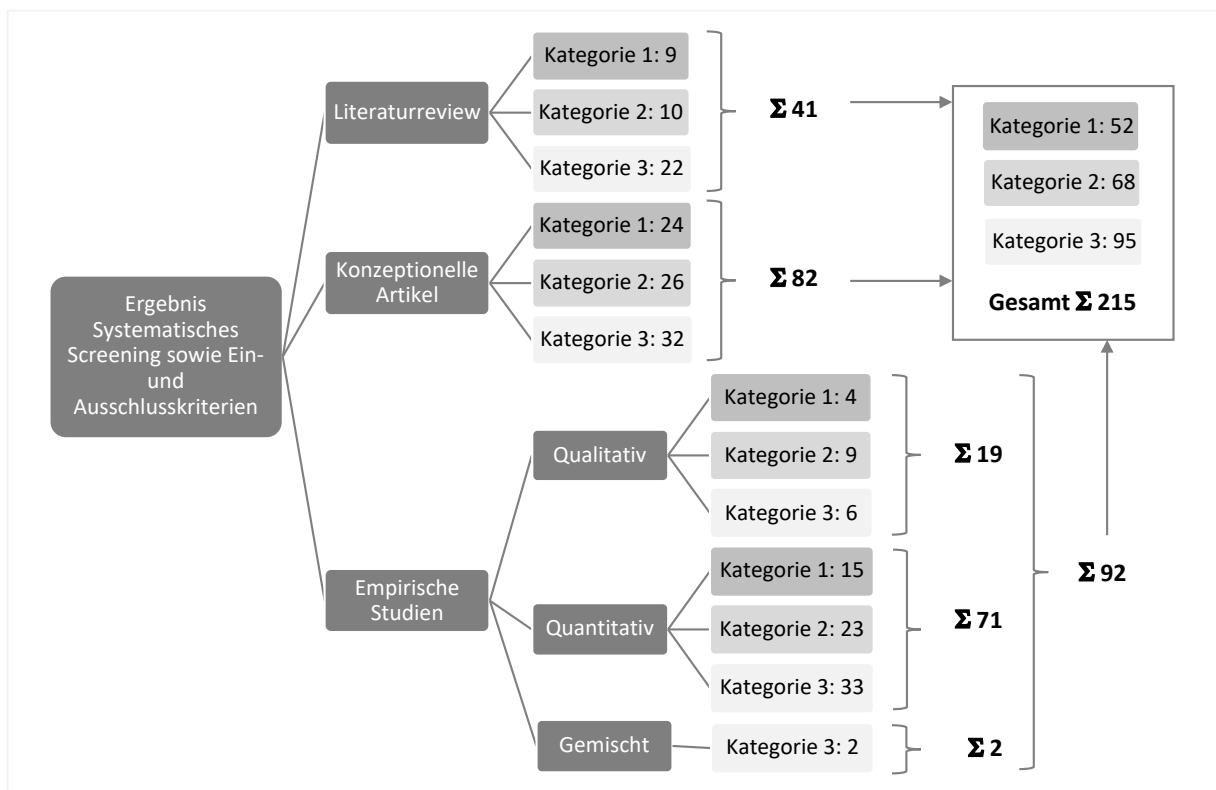 Ergebnis
Systematisches
Screening sowie Ein-
und
Ausschlusskriterien
Literaturreview
Kategorie 1: 9
Kategorie 2: 10
Kategorie 3: 22
Σ 41
Konzeptionelle
Artikel
Kategorie 1: 24
Kategorie 2: 26
Kategorie 3: 32
Σ 82
Empirische
Studien
Qualitativ
Kategorie 1: 4
Kategorie 2: 9
Kategorie 3: 6
Σ 19
Quantitativ
Kategorie 1: 15
Kategorie 2: 23
Kategorie 3: 33
Σ 71
Gemischt
Kategorie 3: 2
Σ 2
Σ 92
Kategorie 1: 52
Kategorie 2: 68
Kategorie 3: 95
Gesamt Σ 215